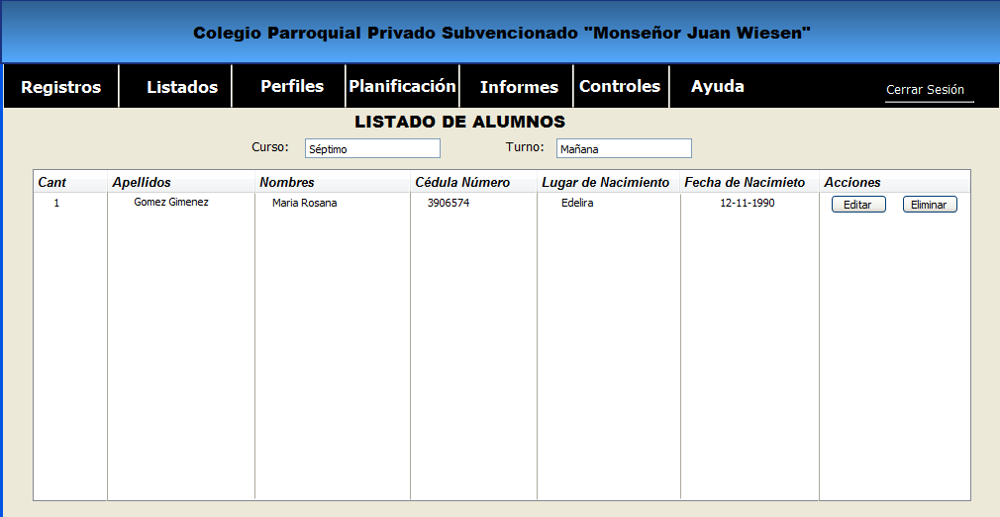 Colegio Parroquial Privado Subvencionado "Monseñor Juan Wiesen"
Registros Listados Perfiles Planificación Informes Controles Ayuda Cerrar Sesión
LISTADO DE ALUMNOS
Curso: Séptimo Turno: Mañana
Cant Apellidos Nombres Cédula Número Lugar de Nacimiento Fecha de Nacimieto Acciones
1 Gomez Gimenez Maria Rosana 3906574 Edelira 12-11-1990 Editar Eliminar